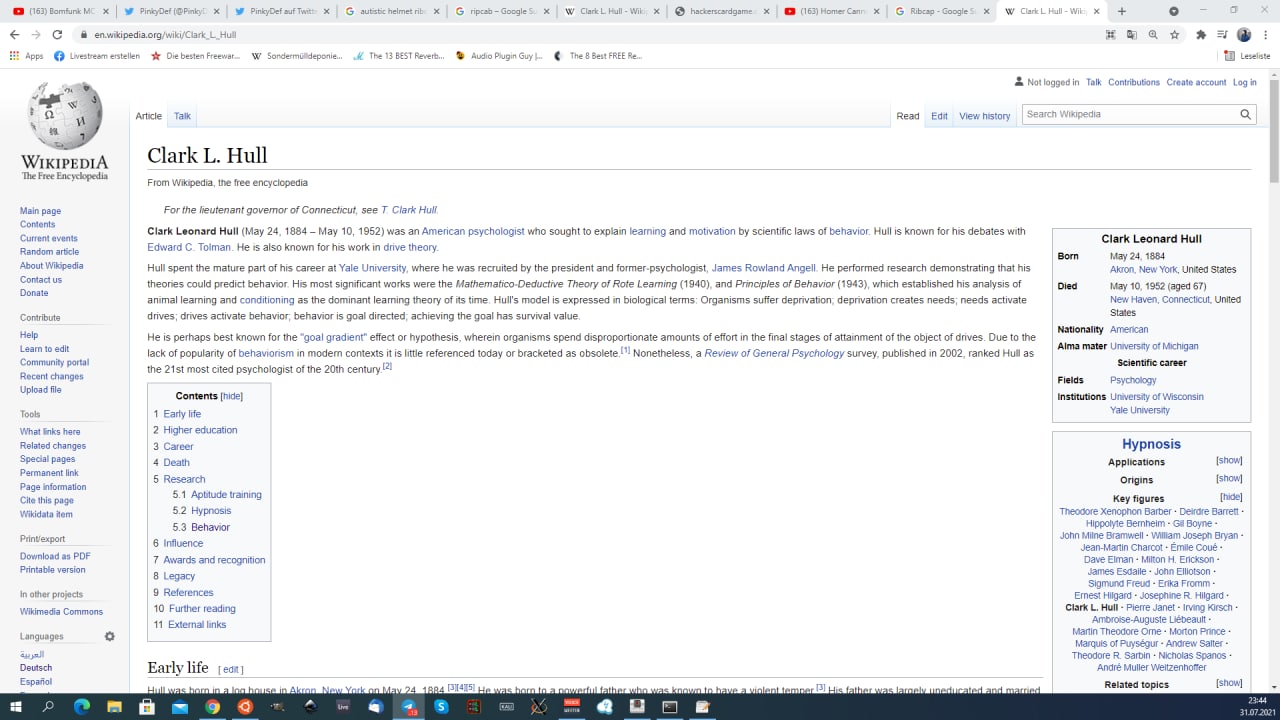 (163) Bomfunk MC
PinkyDef (@PinkyD
PinkyDef auf Twitte
autistic helmet ribc
ripcab – Google Su
Clark L. Hull - Wiki
hackerscardgame.c
(163) Homer Cann
Ribcap - Google S
Clark L. Hull - Wiki
en.wikipedia.org/wiki/Clark_L._Hull
Apps
Livestream erstellen
Die besten Freewar...
Sondermülldeponie...
The 13 BEST Reverb...
Audio Plugin Guy |...
The 8 Best FREE Re...
Leseliste
Not logged in Talk Contributions Create account Log in
Article Talk
Read Edit View history
Search Wikipedia
WIKIPEDIA
The Free Encyclopedia
Main page
Contents
Current events
Random article
About Wikipedia
Contact us
Donate
Contribute
Help
Learn to edit
Community portal
Recent changes
Upload file
Tools
What links here
Related changes
Special pages
Permanent link
Page information
Cite this page
Wikidata item
Print/export
Download as PDF
Printable version
In other projects
Wikimedia Commons
Languages
العربية
Deutsch
Español
Clark L. Hull
From Wikipedia, the free encyclopedia
For the lieutenant governor of Connecticut, see T. Clark Hull.
Clark Leonard Hull (May 24, 1884 – May 10, 1952) was an American psychologist who sought to explain learning and motivation by scientific laws of behavior. Hull is known for his debates with
Edward C. Tolman. He is also known for his work in drive theory.
Hull spent the mature part of his career at Yale University, where he was recruited by the president and former-psychologist, James Rowland Angell. He performed research demonstrating that his
theories could predict behavior. His most significant works were the Mathematico-Deductive Theory of Rote Learning (1940), and Principles of Behavior (1943), which established his analysis of
animal learning and conditioning as the dominant learning theory of its time. Hull's model is expressed in biological terms: Organisms suffer deprivation; deprivation creates needs; needs activate
drives; drives activate behavior; behavior is goal directed; achieving the goal has survival value.
He is perhaps best known for the "goal gradient" effect or hypothesis, wherein organisms spend disproportionate amounts of effort in the final stages of attainment of the object of drives. Due to the
lack of popularity of behaviorism in modern contexts it is little referenced today or bracketed as obsolete.[1] Nonetheless, a Review of General Psychology survey, published in 2002, ranked Hull as
the 21st most cited psychologist of the 20th century.[2]
Contents [hide]
1 Early life
2 Higher education
3 Career
4 Death
5 Research
5.1 Aptitude training
5.2 Hypnosis
5.3 Behavior
6 Influence
7 Awards and recognition
8 Legacy
9 References
10 Further reading
11 External links
Early life [ edit ]
Hull was born in a log house in Akron, New York on May 24, 1884.[3][4][5] He was born to a powerful father who was known to have a violent temper.[3] His father was largely uneducated and married
Clark Leonard Hull
Born May 24, 1884
Akron, New York, United States
Died May 10, 1952 (aged 67)
New Haven, Connecticut, United
States
Nationality American
Alma mater University of Michigan
Scientific career
Fields Psychology
Institutions University of Wisconsin
Yale University
Hypnosis
Applications [show]
Origins [show]
Key figures [hide]
Theodore Xenophon Barber · Deirdre Barrett ·
Hippolyte Bernheim · Gil Boyne ·
John Milne Bramwell · William Joseph Bryan ·
Jean-Martin Charcot · Émile Coué ·
Dave Elman · Milton H. Erickson ·
James Esdaile · John Elliotson ·
Sigmund Freud · Erika Fromm ·
Ernest Hilgard · Josephine R. Hilgard ·
Clark L. Hull · Pierre Janet · Irving Kirsch ·
Ambroise-Auguste Liébeault ·
Martin Theodore Orne · Morton Prince ·
Marquis of Puységur · Andrew Salter ·
Theodore R. Sarbin · Nicholas Spanos ·
André Muller Weitzenhoffer
Related topics [show]
Live
13
KAU
23:44
31.07.2021